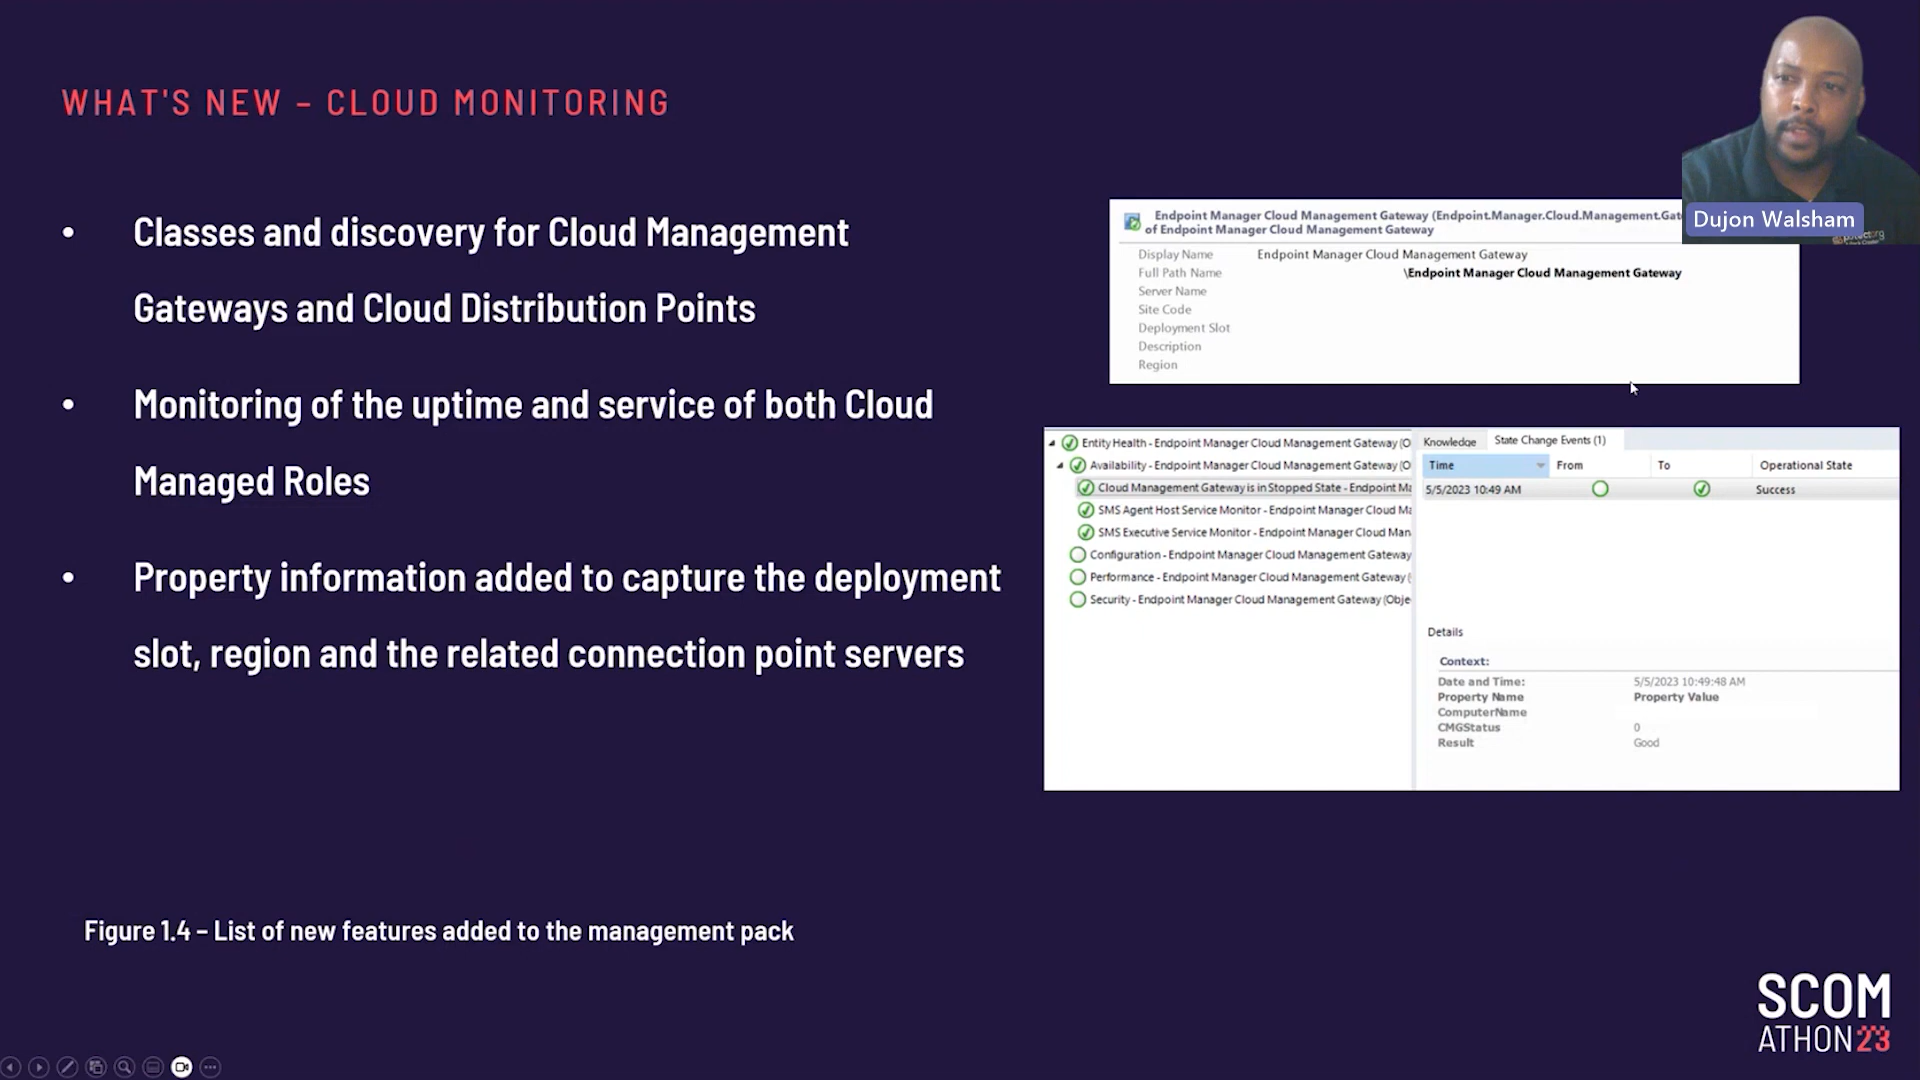 WHAT'S NEW – CLOUD MONITORING
• Classes and discovery for Cloud Management
Gateways and Cloud Distribution Points
• Monitoring of the uptime and service of both Cloud
Managed Roles
• Property information added to capture the deployment
slot, region and the related connection point servers
Figure 1.4 – List of new features added to the management pack
Dujon Walsham
Endpoint Manager Cloud Management Gateway (Endpoint.Manager.Cloud.Management.Gat
of Endpoint Manager Cloud Management Gateway
Display Name Endpoint Manager Cloud Management Gateway
Full Path Name \Endpoint Manager Cloud Management Gateway
Server Name
Site Code
Deployment Slot
Description
Region
Entity Health - Endpoint Manager Cloud Management Gateway (O
Availability - Endpoint Manager Cloud Management Gateway (O
Cloud Management Gateway is in Stopped State - Endpoint Ma
SMS Agent Host Service Monitor - Endpoint Manager Cloud Ma
SMS Executive Service Monitor - Endpoint Manager Cloud Man
Configuration - Endpoint Manager Cloud Management Gateway
Performance - Endpoint Manager Cloud Management Gateway (
Security - Endpoint Manager Cloud Management Gateway (Obje
Knowledge State Change Events (1)
Time From To Operational State
5/5/2023 10:49 AM Success
Details
Context:
Date and Time: 5/5/2023 10:49:48 AM
Property Name Property Value
ComputerName
CMGStatus 0
Result Good
SCOM
ATHON23